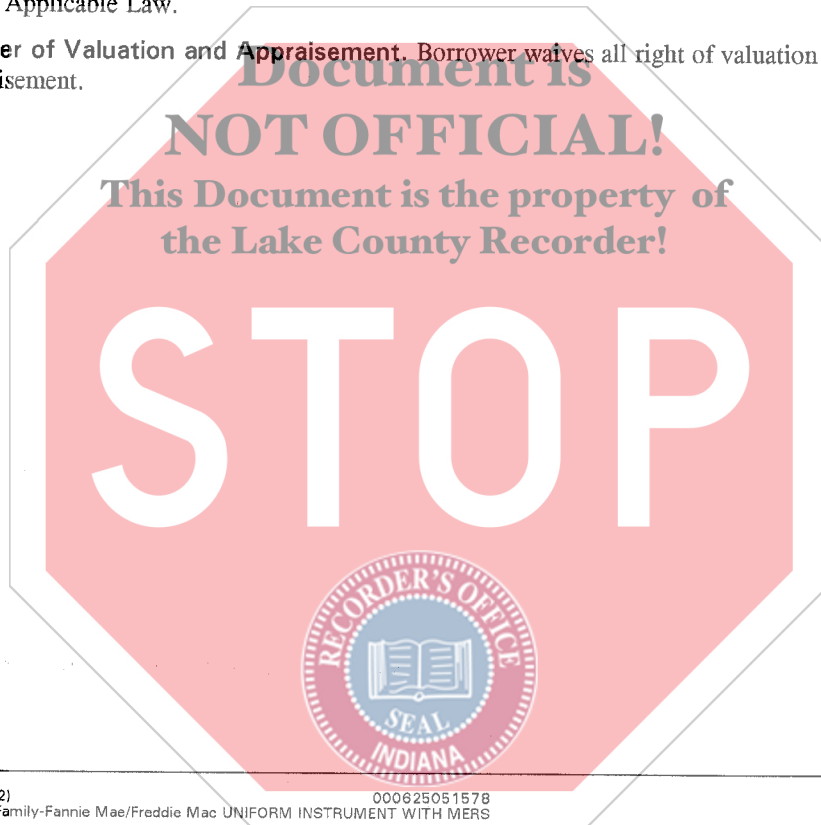 Applicable Law.
er of Valuation and Appraisement. Borrower waives all right of valuation
isement.
Document is
NOT OFFICIAL!
This Document is the property of
the Lake County Recorder!
STOP
RECORDER'S OFFICE
SEAL
INDIANA
2)
000625051578
Family-Fannie Mae/Freddie Mac UNIFORM INSTRUMENT WITH MERS